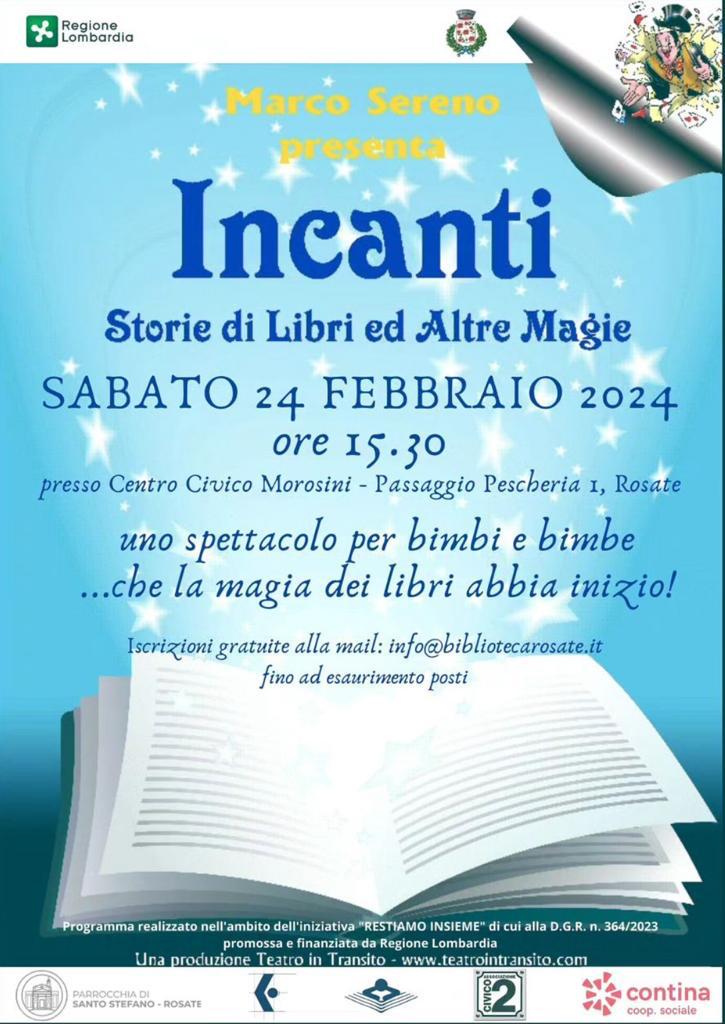 Regione
Lombardia
Marco Sereno
presenta
Incanti
Storie di Libri ed Altre Magie
SABATO 24 FEBBRAIO 2024
ore 15.30
presso Centro Civico Morosini - Passaggio Pescheria 1, Rosate
uno spettacolo per bimbi e bimbe
...che la magia dei libri abbia inizio!
Iscrizioni gratuite alla mail: info@bibliotecarosate.it
fino ad esaurimento posti
Programma realizzato nell'ambito dell'iniziativa "RESTIAMO INSIEME" di cui alla D.G.R. n. 364/2023
promossa e finanziata da Regione Lombardia
Una produzione Teatro in Transito - www.teatrointransito.com
PARROCCHIA DI
SANTO STEFANO - ROSATE
ASSOCIAZIONE
CIVICO 2
contina
coop. sociale